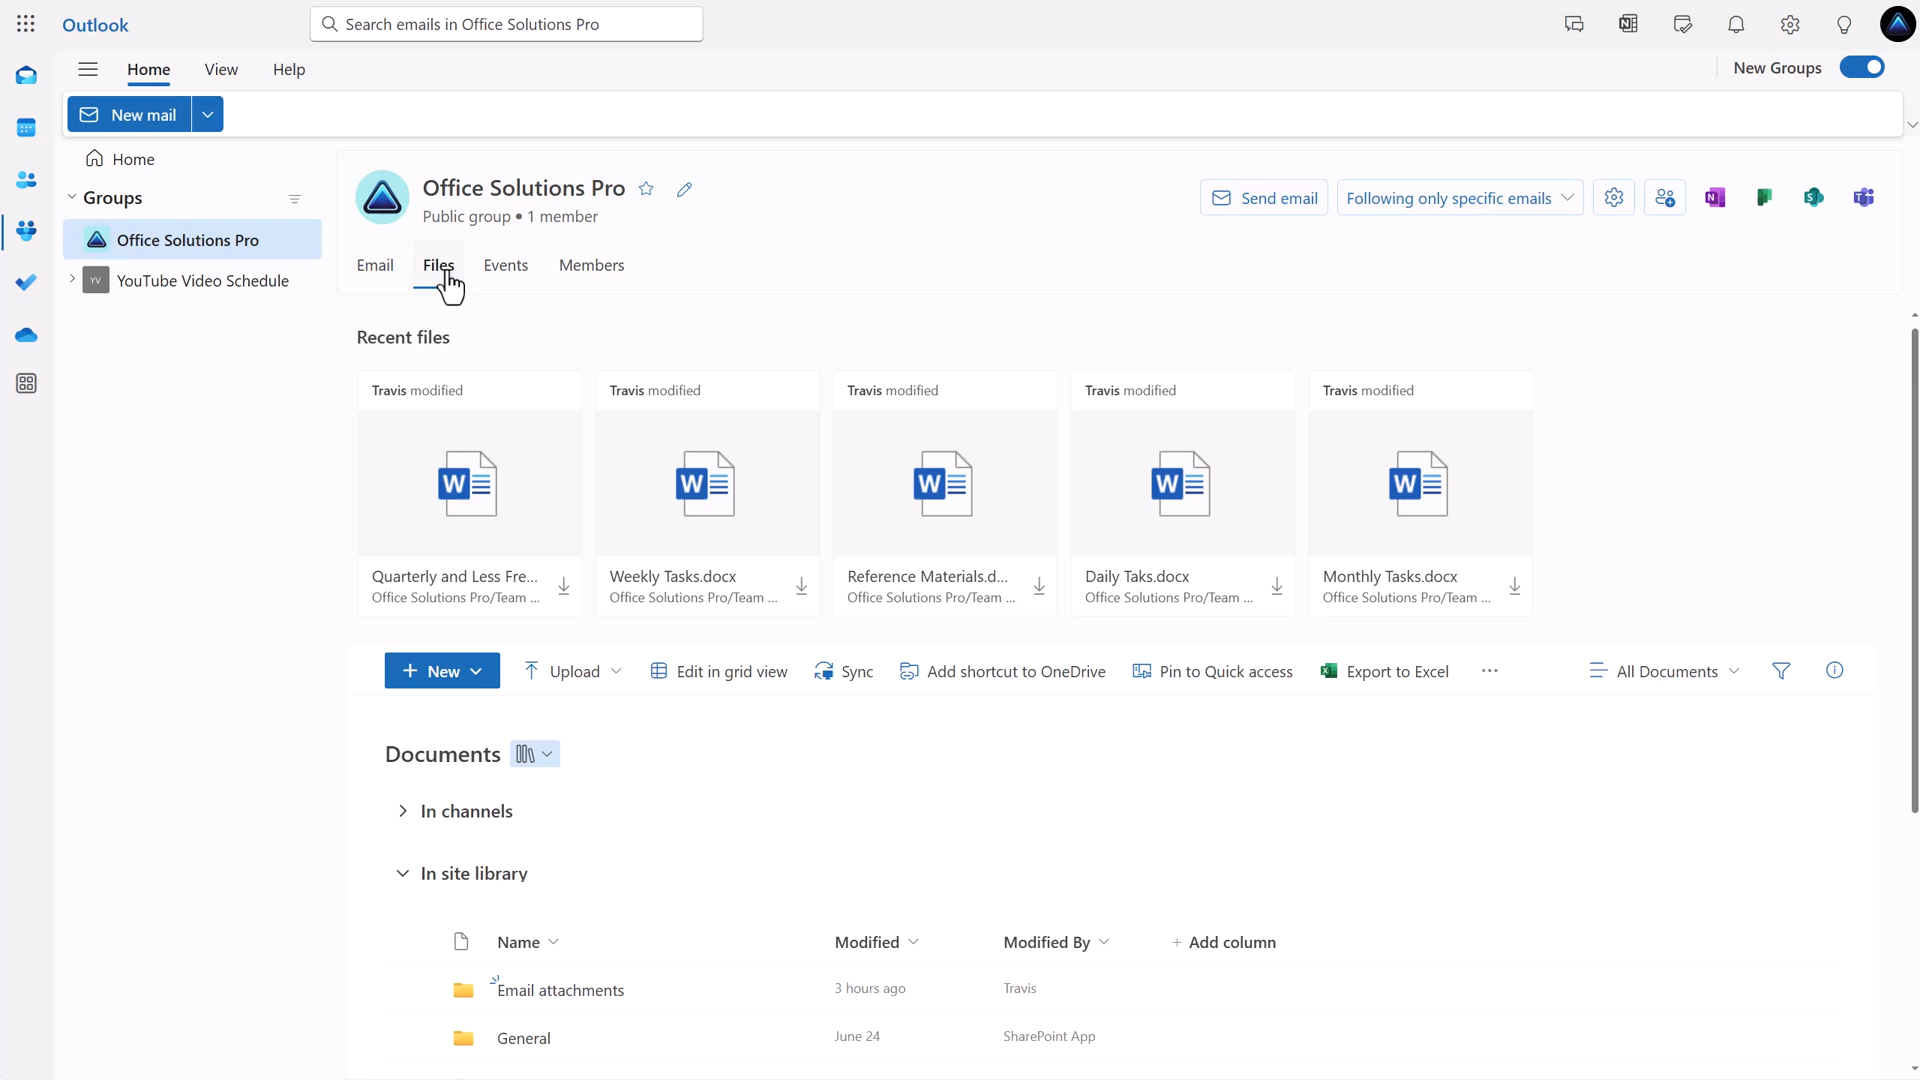 Outlook
Search emails in Office Solutions Pro
Home
View
Help
New Groups
New mail
Home
Groups
Office Solutions Pro
YV
YouTube Video Schedule
Office Solutions Pro
Public group • 1 member
Send email
Following only specific emails
Email
Files
Events
Members
Recent files
Travis modified
Travis modified
Travis modified
Travis modified
Travis modified
W
W
W
W
W
Quarterly and Less Fre...
Office Solutions Pro/Team ...
Weekly Tasks.docx
Office Solutions Pro/Team ...
Reference Materials.d...
Office Solutions Pro/Team ...
Daily Taks.docx
Office Solutions Pro/Team ...
Monthly Tasks.docx
Office Solutions Pro/Team ...
+ New
Upload
Edit in grid view
Sync
Add shortcut to OneDrive
Pin to Quick access
Export to Excel
...
All Documents
Documents
In channels
In site library
Name
Modified
Modified By
+ Add column
Email attachments
3 hours ago
Travis
General
June 24
SharePoint App